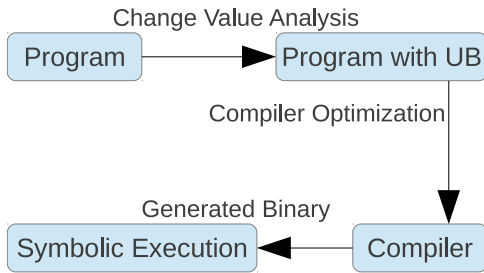 Change Value Analysis
Program
Program with UB
Compiler Optimization
Generated Binary
Symbolic Execution
Compiler